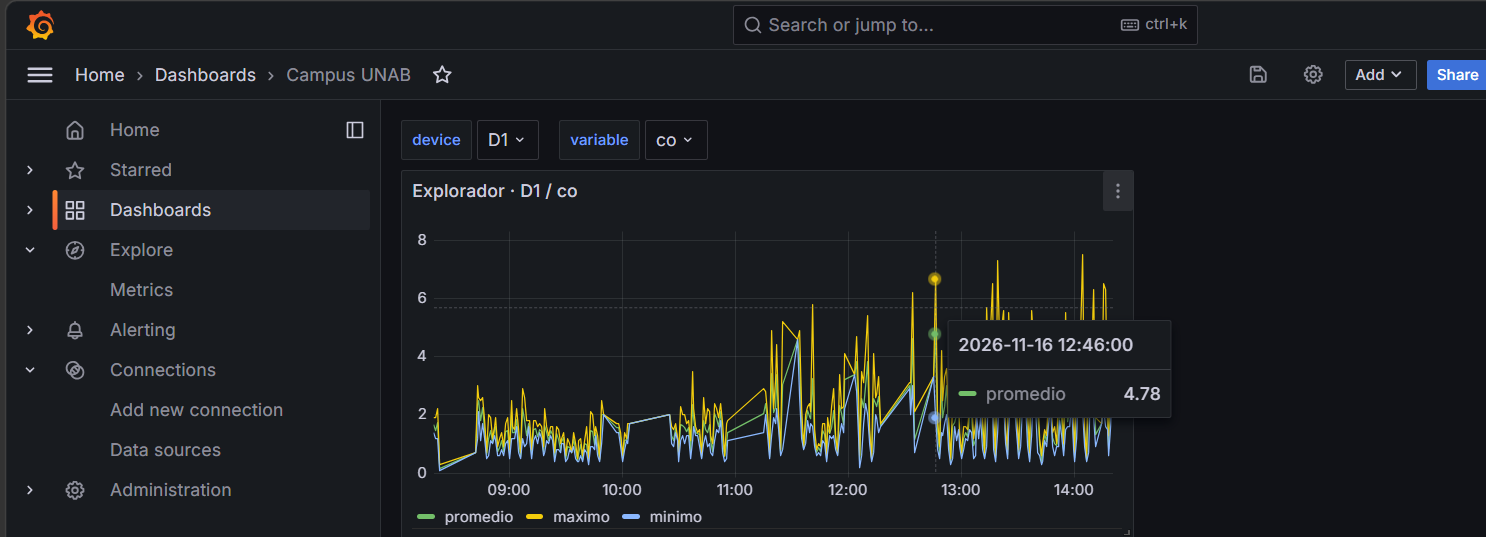 Search or jump to... ctrl+k
Home › Dashboards › Campus UNAB Add Share
Home
Starred
Dashboards
Explore
Metrics
Alerting
Connections
Add new connection
Data sources
Administration
device D1 variable co
Explorador · D1 / co
8
6
4
2
0
09:00 10:00 11:00 12:00 13:00 14:00
2026-11-16 12:46:00
promedio 4.78
promedio maximo minimo